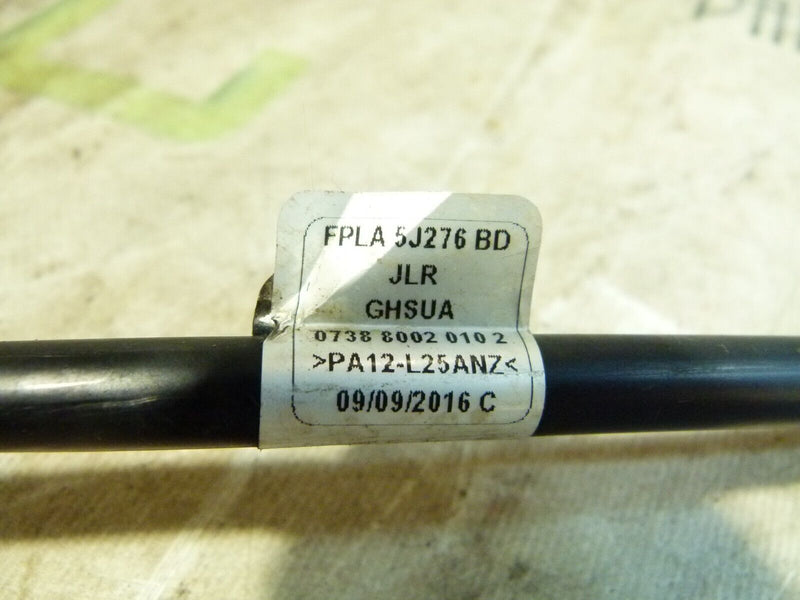 FPLA 5J276 BD
JLR
GHSUA
0738 8002 010 2
>PA12-L25ANZ<
09/09/2016 C